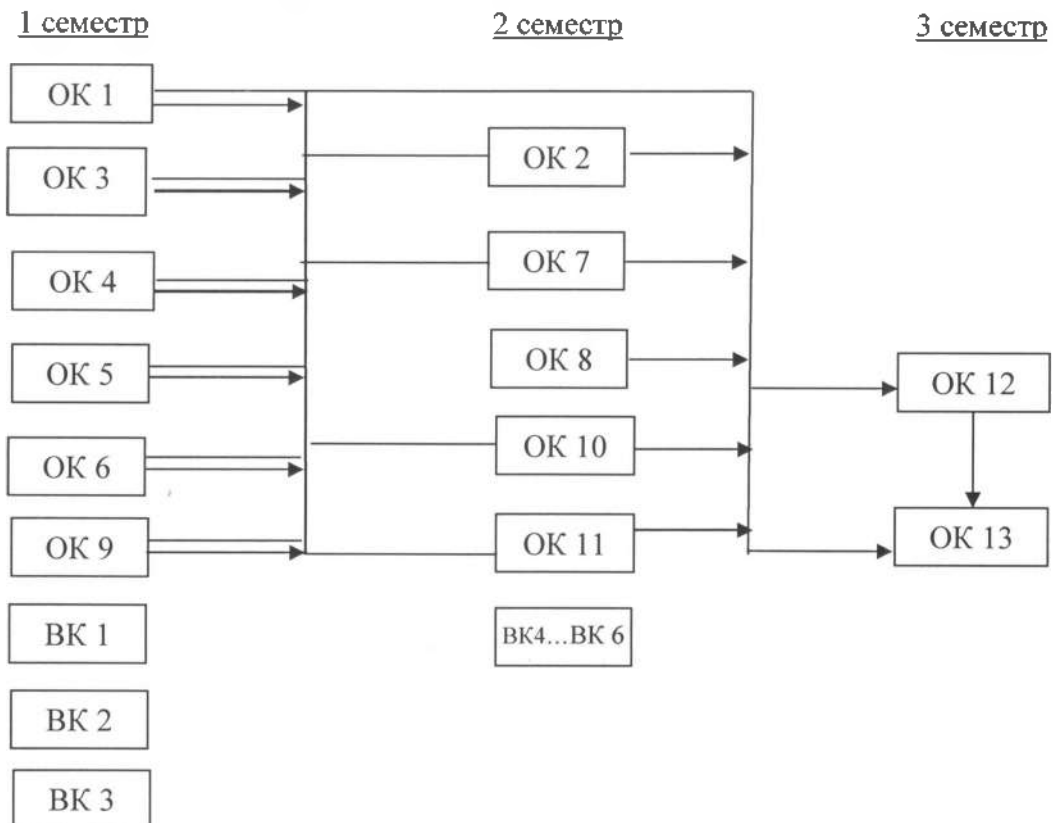 1 семестр
2 семестр
3 семестр
ОК 1
ОК 3
ОК 4
ОК 5
ОК 6
ОК 9
ВК 1
ВК 2
ВК 3
ОК 2
ОК 7
ОК 8
ОК 10
ОК 11
ВК4...ВК 6
ОК 12
ОК 13